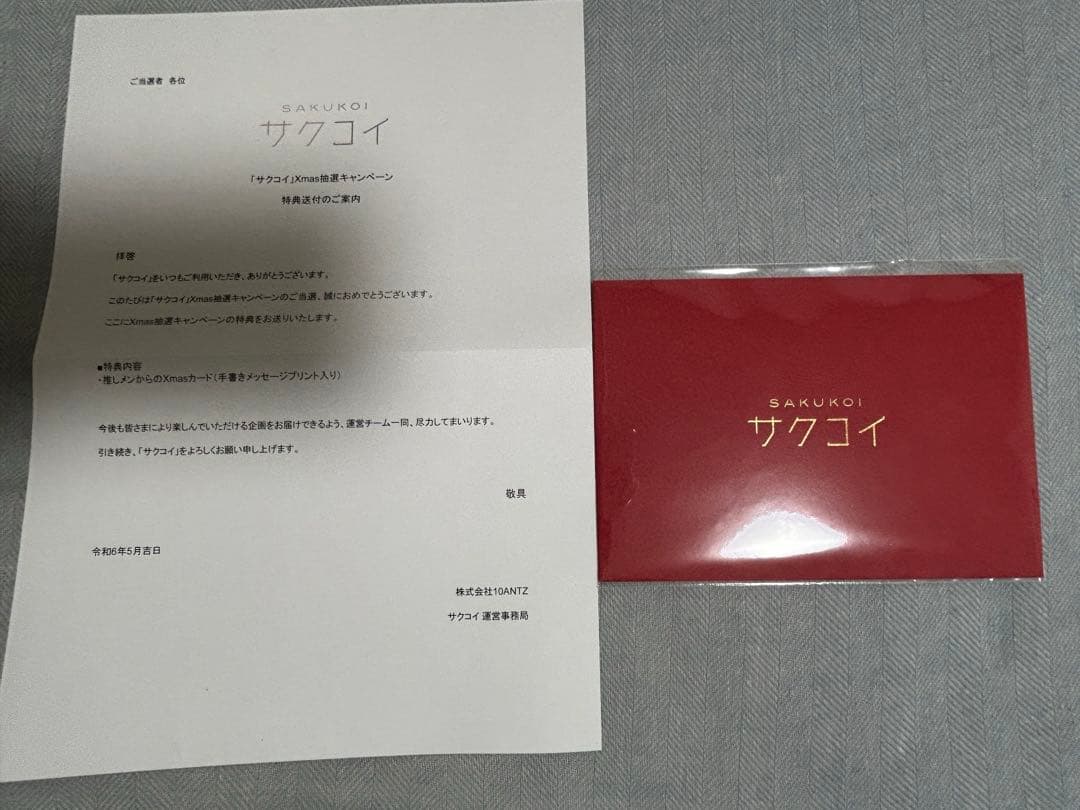 ご当選者 各位
SAKUKOI
サクコイ
「サクコイ」Xmas抽選キャンペーン
特典送付のご案内
拝啓
「サクコイ」をいつもご利用いただき、ありがとうございます。
このたびは「サクコイ」Xmas抽選キャンペーンのご当選、誠におめでとうございます。
ここにXmas抽選キャンペーンの特典をお送りいたします。
■特典内容
・推しメンからのXmasカード（手書きメッセージプリント入り）
今後も皆さまにより楽しんでいただける企画をお届けできるよう、運営チーム一同、尽力してまいります。
引き続き、「サクコイ」をよろしくお願い申し上げます。
敬具
令和6年5月吉日
株式会社10ANTZ
サクコイ 運営事務局
SAKUKOI
サクコイ